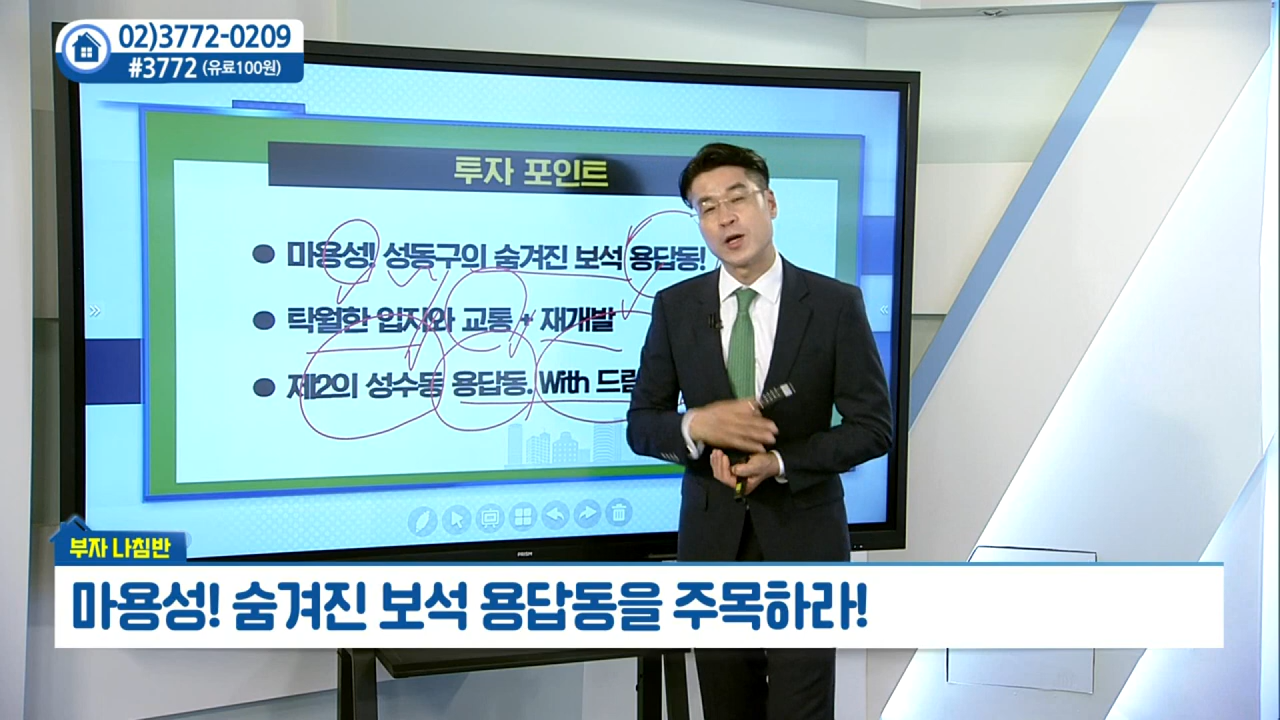 02)3772-0209
#3772 (유료100원)
투자 포인트
• 마용성! 성동구의 숨겨진 보석 용답동!
• 탁월한 입지와 교통 + 재개발
• 제2의 성수동 용답동. With 드림
PRISM
부자 나침반
마용성! 숨겨진 보석 용답동을 주목하라!